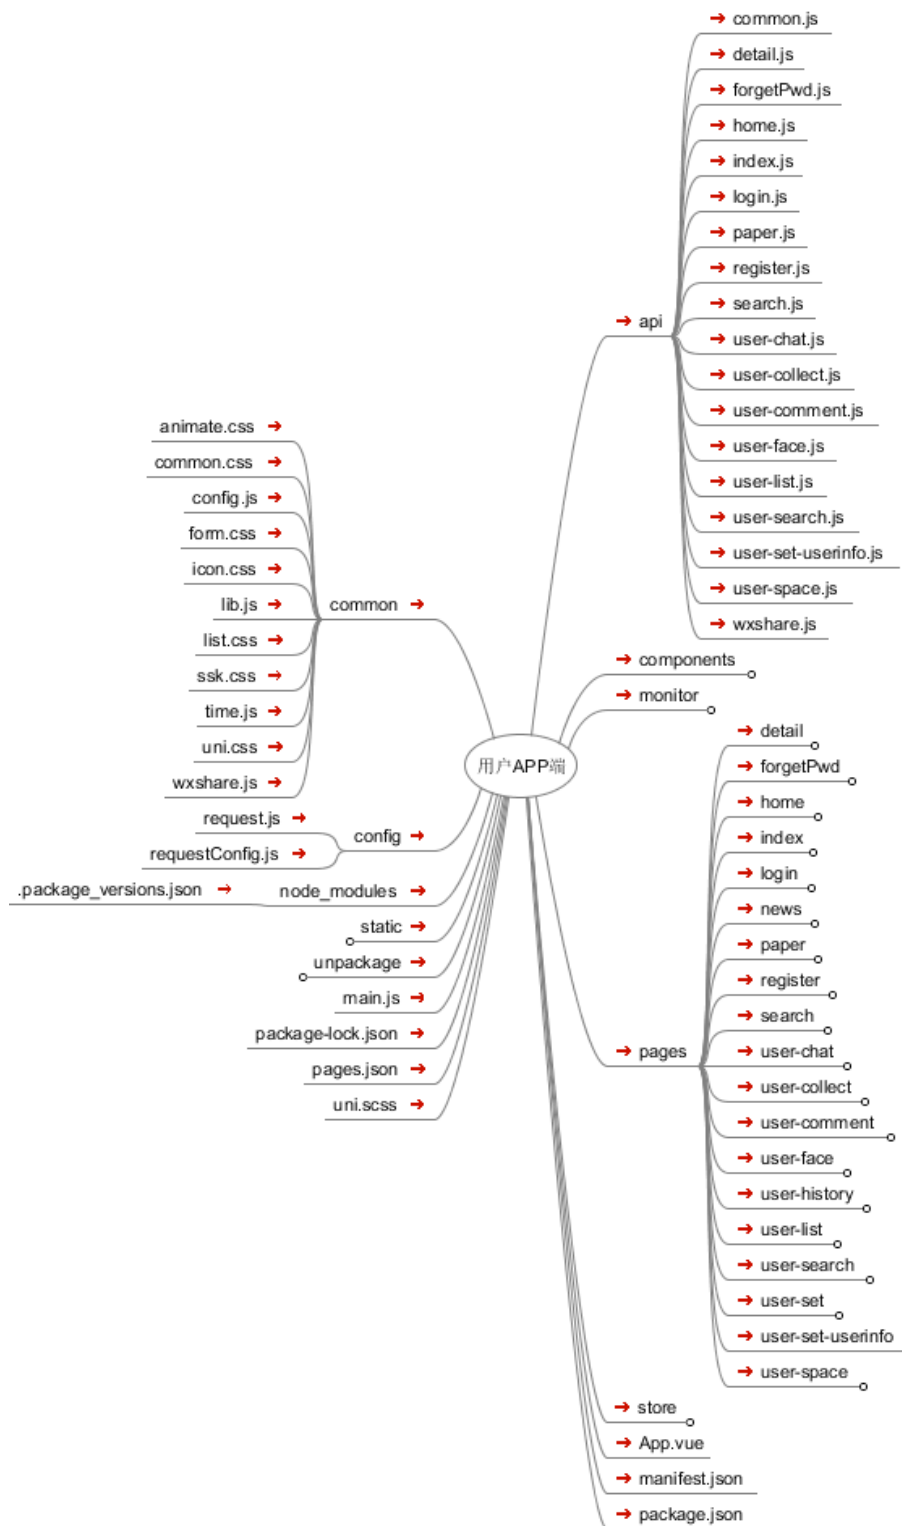 common.js
detail.js
forgetPwd.js
home.js
index.js
login.js
paper.js
register.js
search.js
api
user-chat.js
user-collect.js
user-comment.js
user-face.js
user-list.js
user-search.js
user-set-userinfo.js
user-space.js
wxshare.js
animate.css
common.css
config.js
form.css
icon.css
lib.js
common
list.css
ssk.css
time.js
uni.css
wxshare.js
components
monitor
用户APP端
request.js
config
requestConfig.js
.package_versions.json
node_modules
static
unpackage
main.js
package-lock.json
pages.json
uni.scss
detail
forgetPwd
home
index
login
news
paper
register
search
pages
user-chat
user-collect
user-comment
user-face
user-history
user-list
user-search
user-set
user-set-userinfo
user-space
store
App.vue
manifest.json
package.json